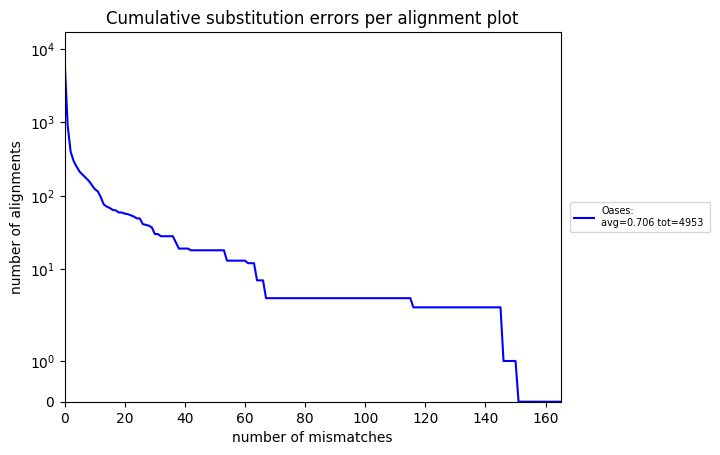 Cumulative substitution errors per alignment plot
10⁴
10³
10²
10¹
10⁰
0
number of alignments
0 20 40 60 80 100 120 140 160
number of mismatches
Oases:
avg=0.706 tot=4953